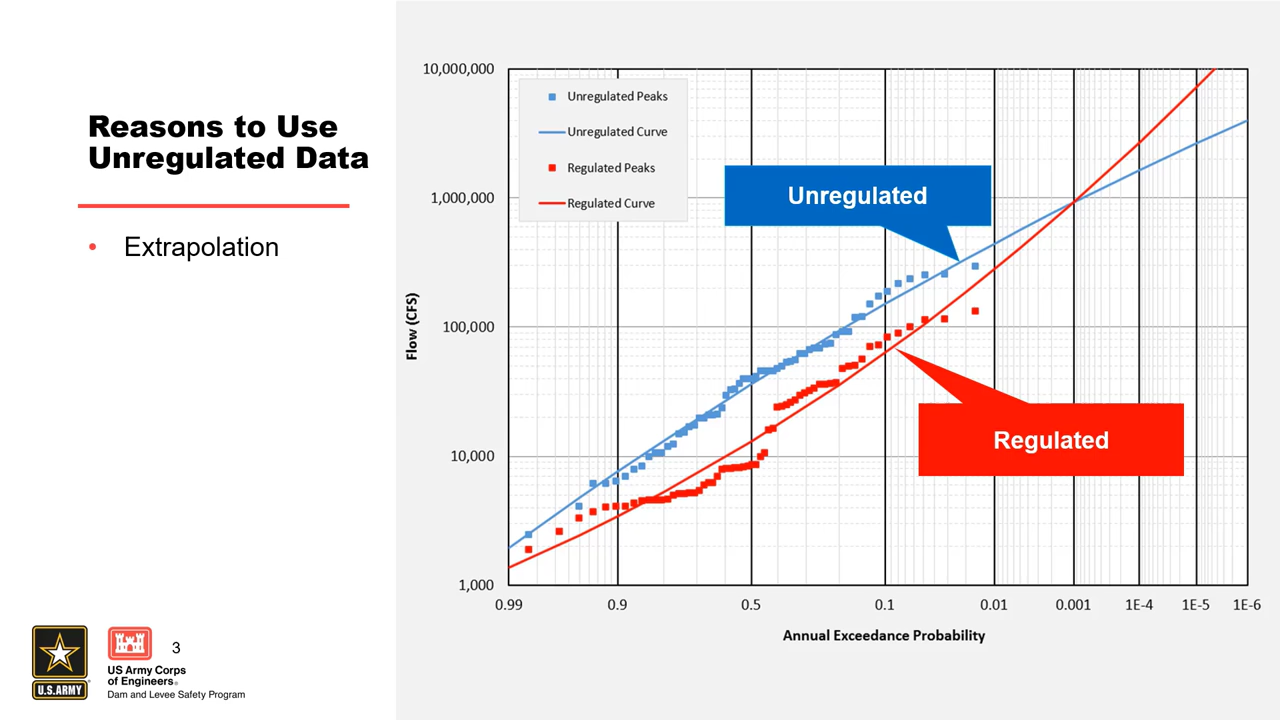 Reasons to Use
Unregulated Data
• Extrapolation
10,000,000
1,000,000
100,000
10,000
1,000
Flow (CFS)
Unregulated Peaks
Unregulated Curve
Regulated Peaks
Regulated Curve
Unregulated
Regulated
0.99 0.9 0.5 0.1 0.01 0.001 1E-4 1E-5 1E-6
Annual Exceedance Probability
U.S. ARMY
3
US Army Corps
of Engineers®
Dam and Levee Safety Program